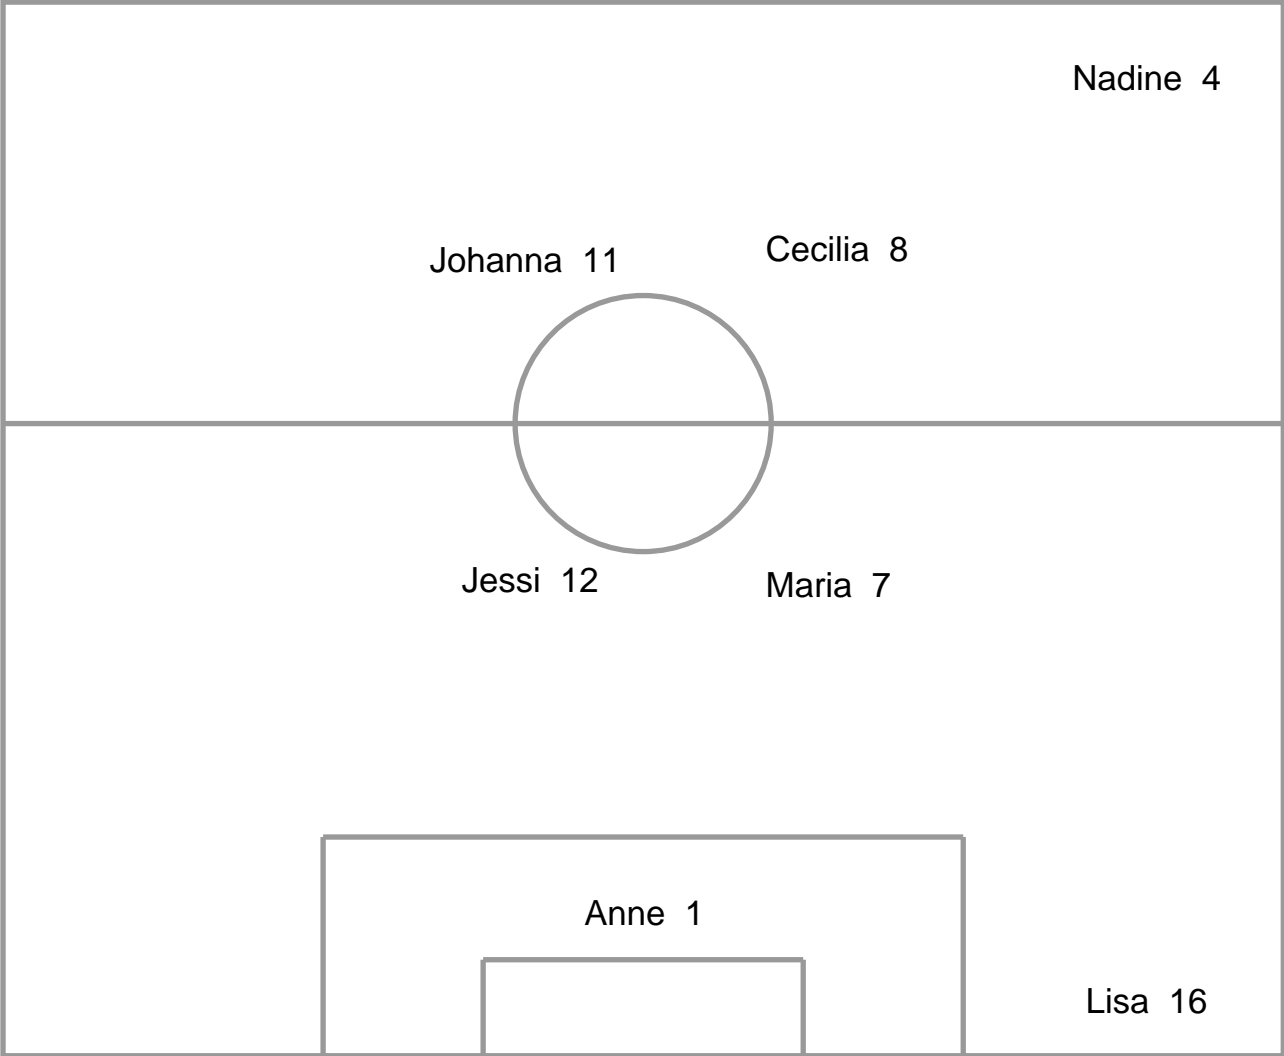 Nadine 4
Johanna 11
Cecilia 8
Jessi 12
Maria 7
Anne 1
Lisa 16